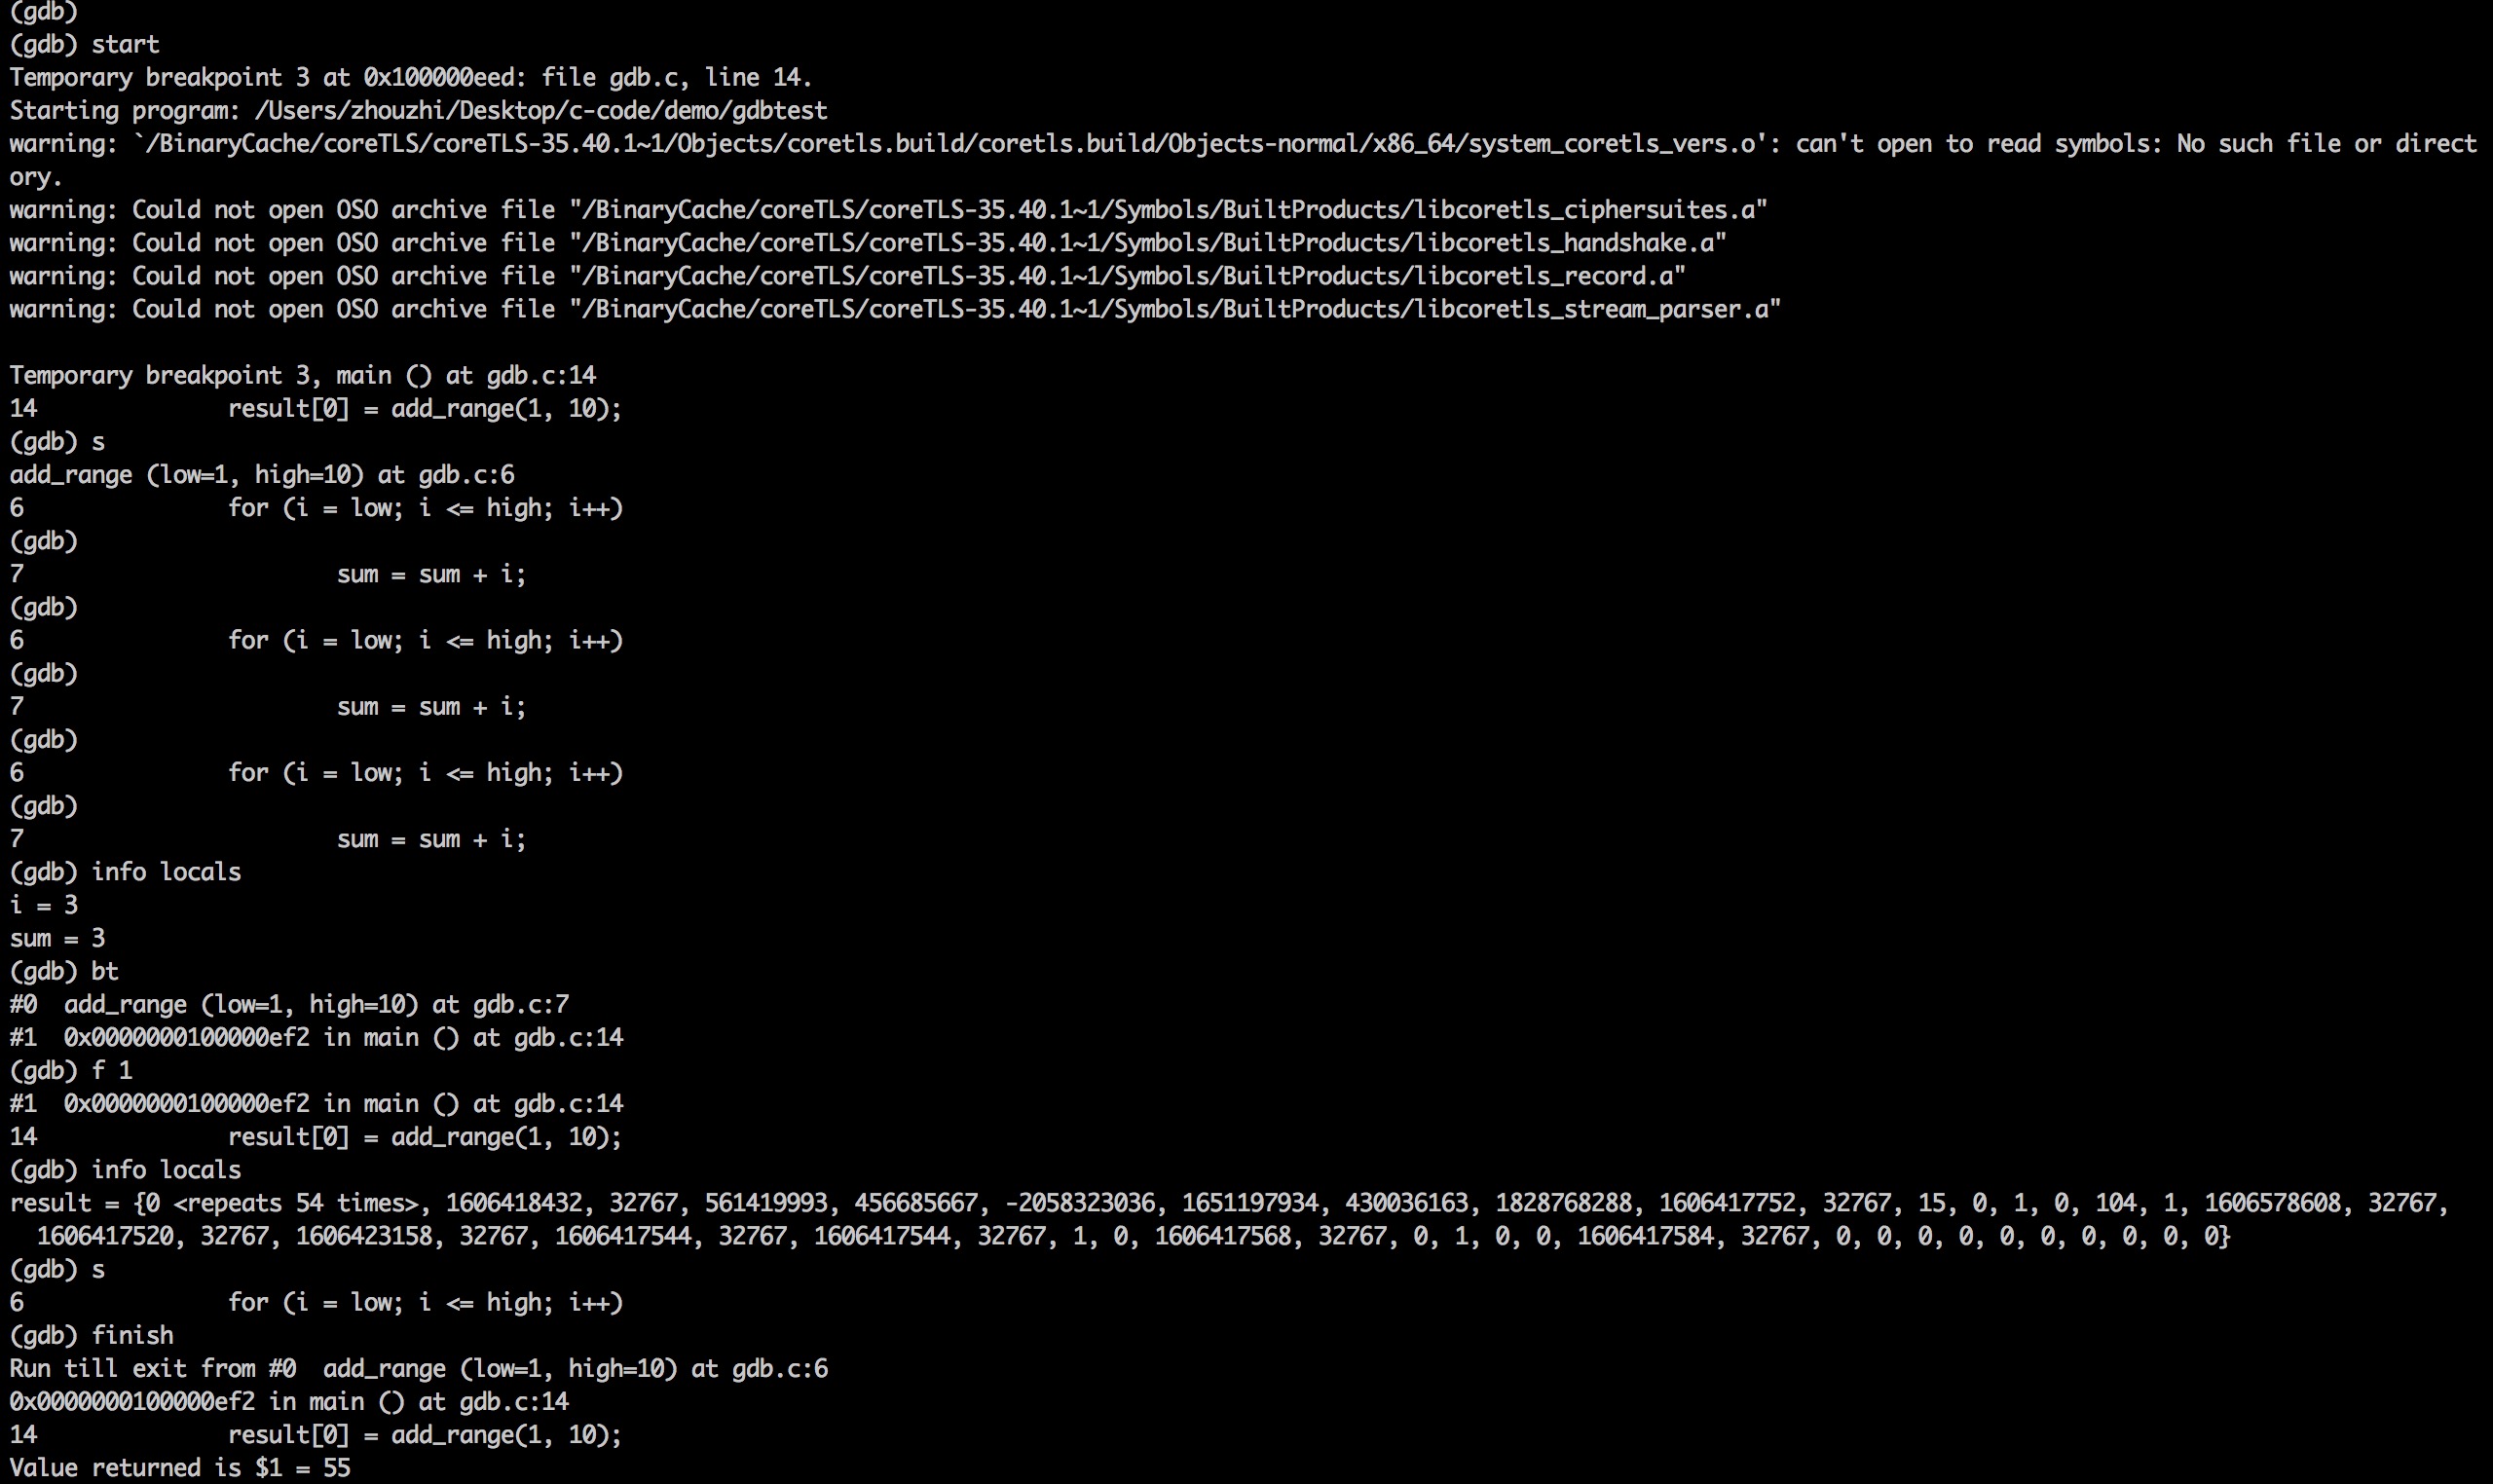 (gdb)
(gdb) start
Temporary breakpoint 3 at 0x100000eed: file gdb.c, line 14.
Starting program: /Users/zhouzhi/Desktop/c-code/demo/gdbtest
warning: `/BinaryCache/coreTLS/coreTLS-35.40.1~1/Objects/coretls.build/coretls.build/Objects-normal/x86_64/system_coretls_vers.o': can't open to read symbols: No such file or direct
ory.
warning: Could not open OSO archive file "/BinaryCache/coreTLS/coreTLS-35.40.1~1/Symbols/BuiltProducts/libcoretls_ciphersuites.a"
warning: Could not open OSO archive file "/BinaryCache/coreTLS/coreTLS-35.40.1~1/Symbols/BuiltProducts/libcoretls_handshake.a"
warning: Could not open OSO archive file "/BinaryCache/coreTLS/coreTLS-35.40.1~1/Symbols/BuiltProducts/libcoretls_record.a"
warning: Could not open OSO archive file "/BinaryCache/coreTLS/coreTLS-35.40.1~1/Symbols/BuiltProducts/libcoretls_stream_parser.a"

Temporary breakpoint 3, main () at gdb.c:14
14              result[0] = add_range(1, 10);
(gdb) s
add_range (low=1, high=10) at gdb.c:6
6               for (i = low; i <= high; i++)
(gdb)
7                       sum = sum + i;
(gdb)
6               for (i = low; i <= high; i++)
(gdb)
7                       sum = sum + i;
(gdb)
6               for (i = low; i <= high; i++)
(gdb)
7                       sum = sum + i;
(gdb) info locals
i = 3
sum = 3
(gdb) bt
#0  add_range (low=1, high=10) at gdb.c:7
#1  0x0000000100000ef2 in main () at gdb.c:14
(gdb) f 1
#1  0x0000000100000ef2 in main () at gdb.c:14
14              result[0] = add_range(1, 10);
(gdb) info locals
result = {0 <repeats 54 times>, 1606418432, 32767, 561419993, 456685667, -2058323036, 1651197934, 430036163, 1828768288, 1606417752, 32767, 15, 0, 1, 0, 104, 1, 1606578608, 32767,
  1606417520, 32767, 1606423158, 32767, 1606417544, 32767, 1606417544, 32767, 1, 0, 1606417568, 32767, 0, 1, 0, 0, 1606417584, 32767, 0, 0, 0, 0, 0, 0, 0, 0, 0, 0}
(gdb) s
6               for (i = low; i <= high; i++)
(gdb) finish
Run till exit from #0  add_range (low=1, high=10) at gdb.c:6
0x0000000100000ef2 in main () at gdb.c:14
14              result[0] = add_range(1, 10);
Value returned is $1 = 55